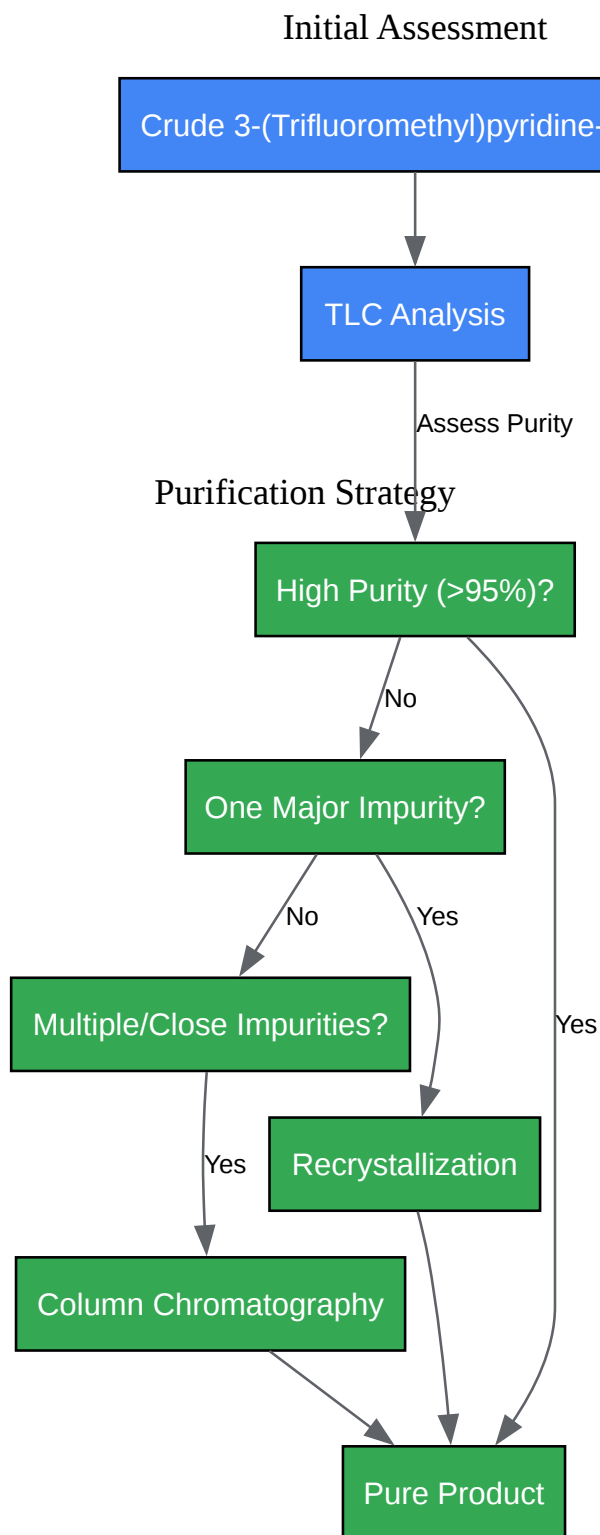 Initial Assessment
Crude 3-(Trifluoromethyl)pyridine-
TLC Analysis
Assess Purity
Purification Strategy
High Purity (>95%)?
No
One Major Impurity?
No
Yes
Multiple/Close Impurities?
Yes
Yes
Recrystallization
Column Chromatography
Pure Product